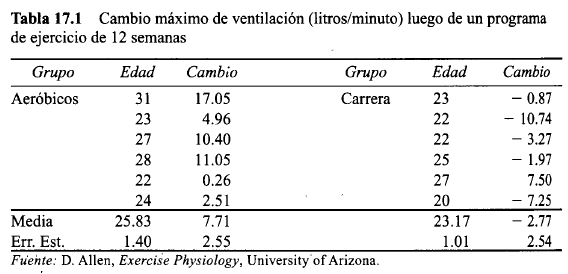 Tabla 17.1 Cambio máximo de ventilación (litros/minuto) luego de un programa
de ejercicio de 12 semanas
Grupo Edad Cambio Grupo Edad Cambio
Aeróbicos 31 17.05 Carrera 23 – 0.87
23 4.96 22 – 10.74
27 10.40 22 – 3.27
28 11.05 25 – 1.97
22 0.26 27 7.50
24 2.51 20 – 7.25
Media 25.83 7.71 23.17 – 2.77
Err. Est. 1.40 2.55 1.01 2.54
Fuente: D. Allen, Exercise Physiology, University of Arizona.